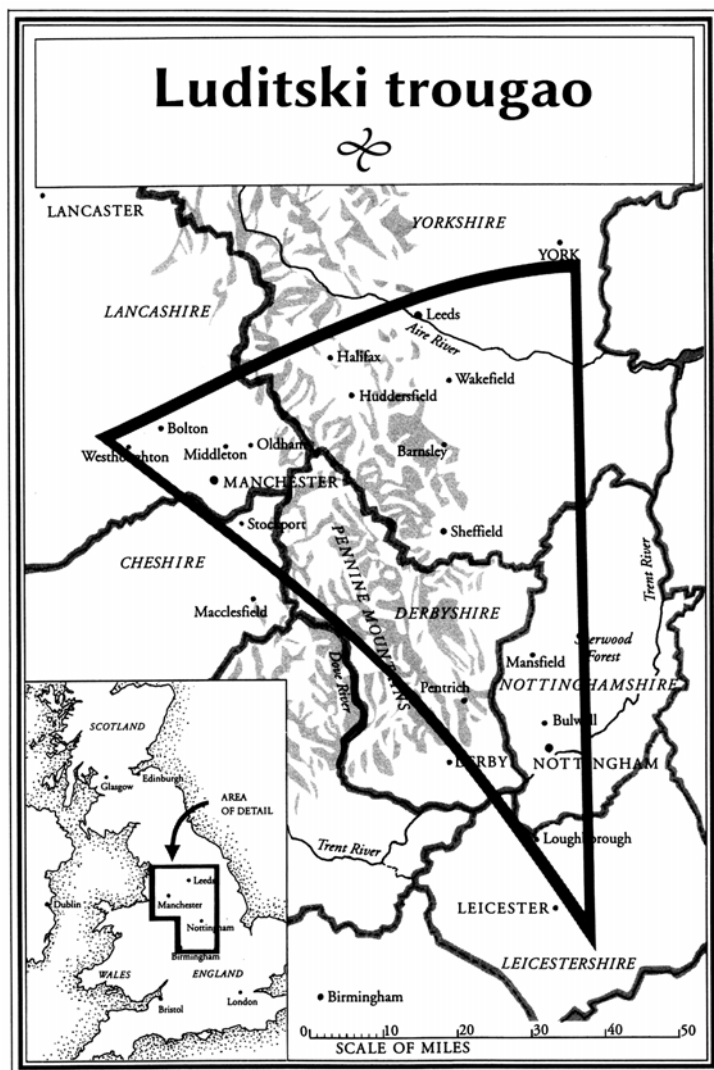 Luditski trougao
LANCASTER
YORKSHIRE
YORK
LANCASHIRE
Leeds
Aire River
Halifax
Wakefield
Huddersfield
Bolton
Westhoughton
Middleton
Oldham
Barnsley
MANCHESTER
Stockport
Sheffield
CHESHIRE
PENNINE MOUNTAINS
Trent River
Macclesfield
DERBYSHIRE
Sherwood
Forest
Mansfield
Dove River
Pentrich
NOTTINGHAMSHIRE
Bulwell
DERBY
NOTTINGHAM
Trent River
Loughborough
LEICESTER
LEICESTERSHIRE
Birmingham
SCOTLAND
Glasgow
Edinburgh
AREA
OF DETAIL
Leeds
Manchester
Dublin
Nottingham
Birmingham
WALES
ENGLAND
Bristol
London
0 10 20 30 40 50
SCALE OF MILES